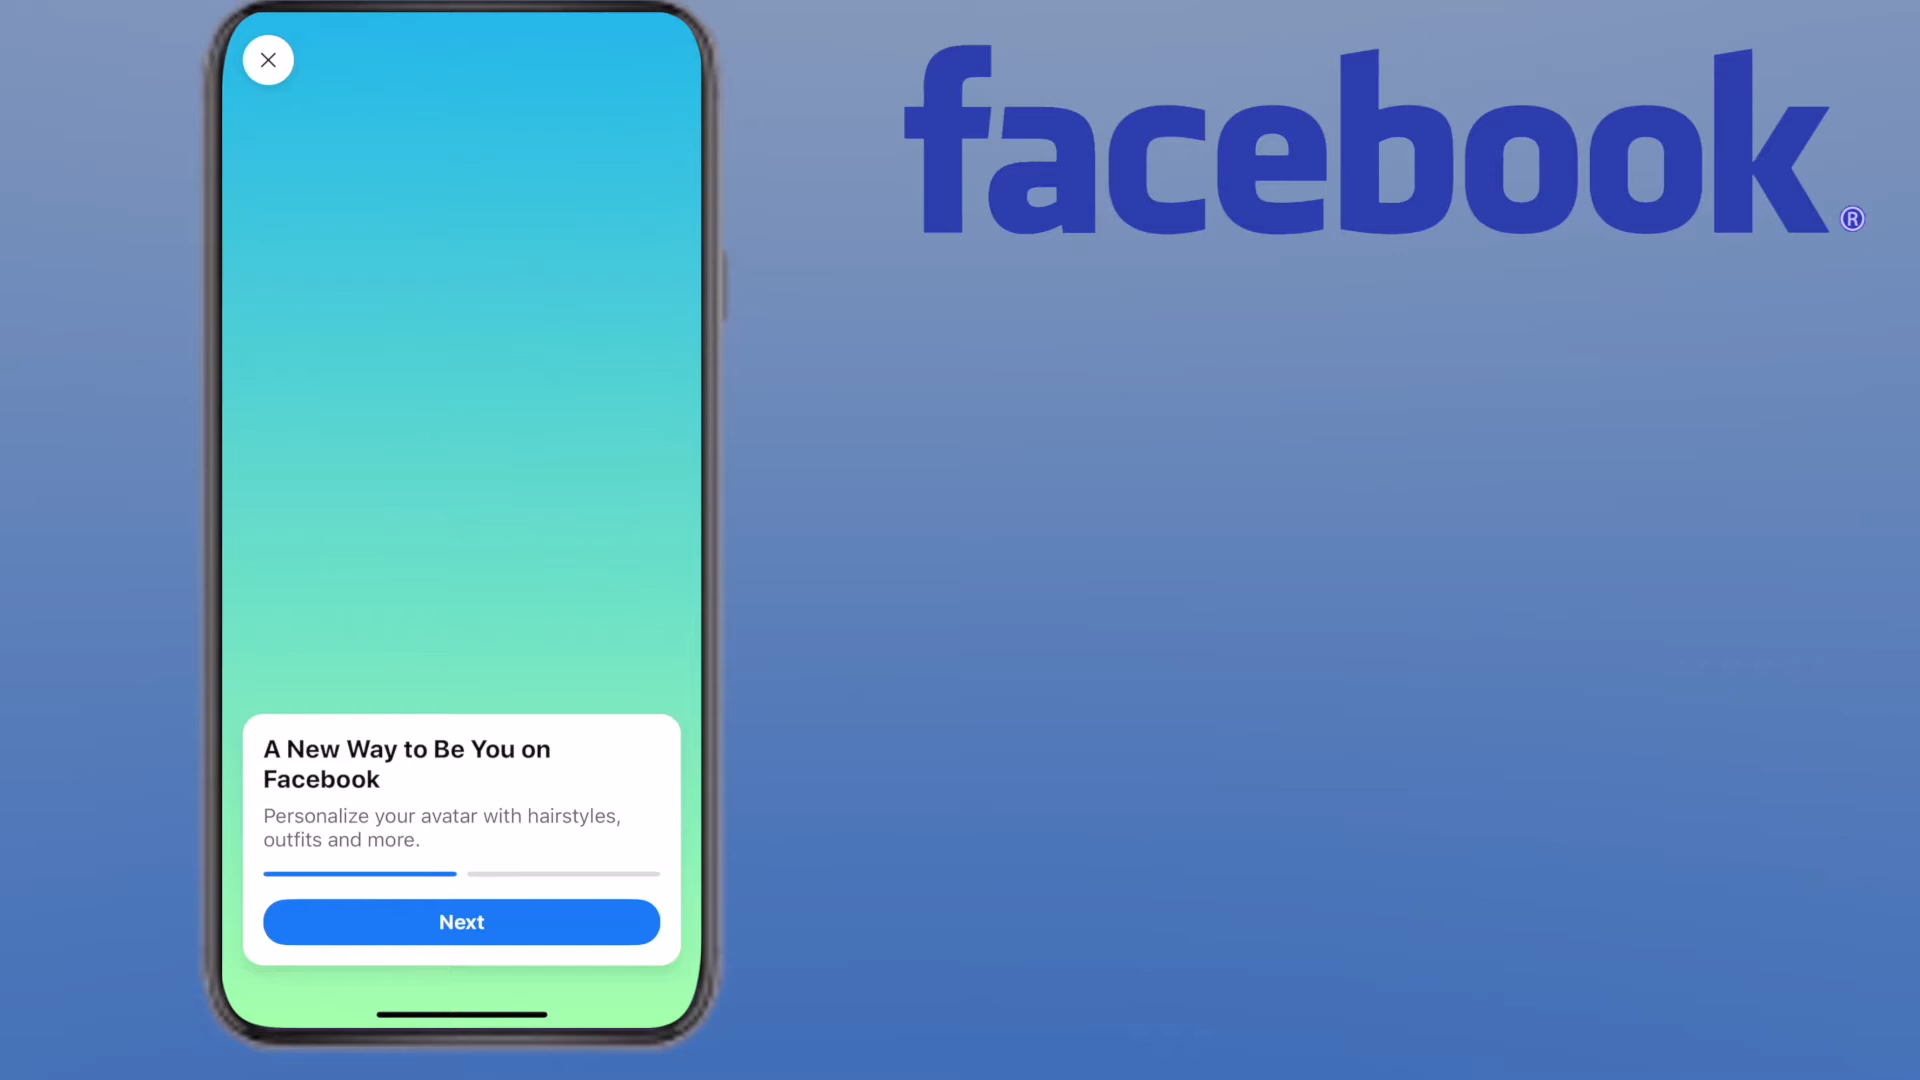 facebook®
A New Way to Be You on
Facebook
Personalize your avatar with hairstyles,
outfits and more.
Next